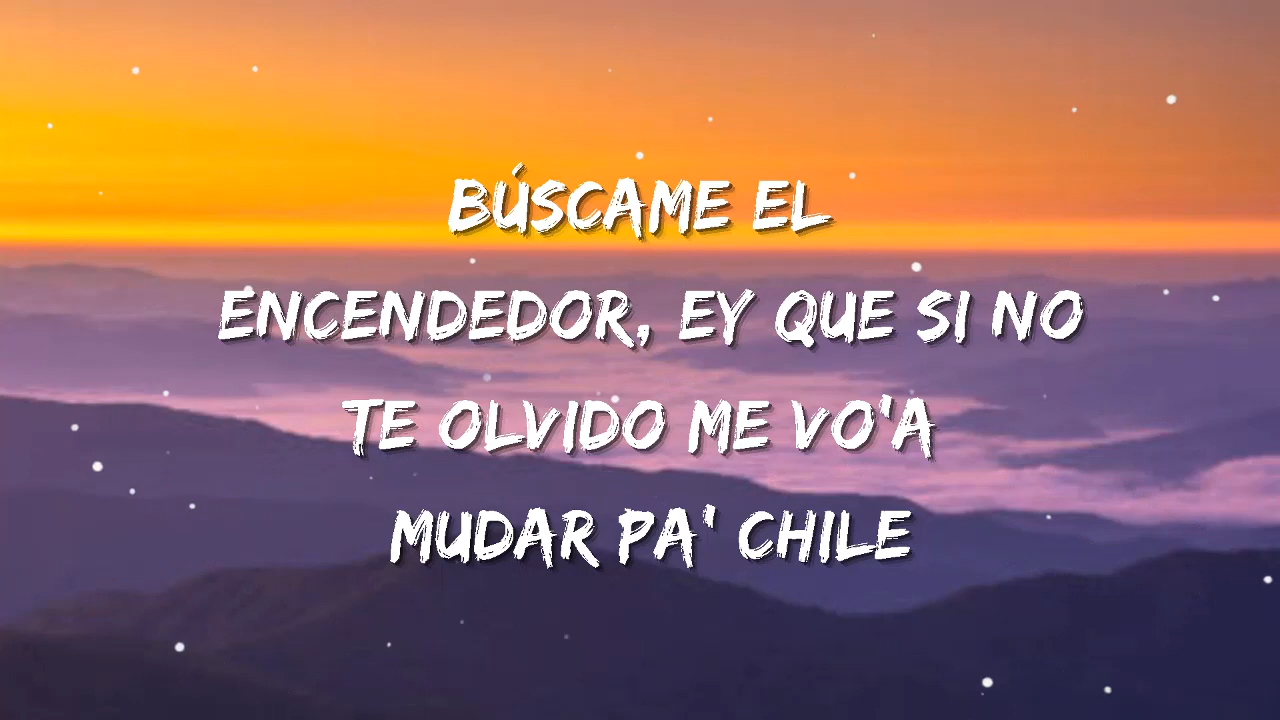 BÚSCAME EL
ENCENDEDOR, EY QUE SI NO
TE OLVIDO ME VO'A
MUDAR PA' CHILE